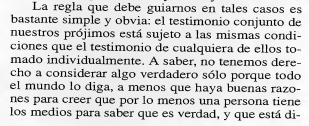 La regla que debe guiarnos en tales casos es
bastante simple y obvia: el testimonio conjunto de
nuestros prójimos está sujeto a las mismas condi-
ciones que el testimonio de cualquiera de ellos to-
mado individualmente. A saber, no tenemos dere-
cho a considerar algo verdadero sólo porque todo
el mundo lo diga, a menos que haya buenas razo-
nes para creer que por lo menos una persona tiene
los medios para saber que es verdad, y que está di-